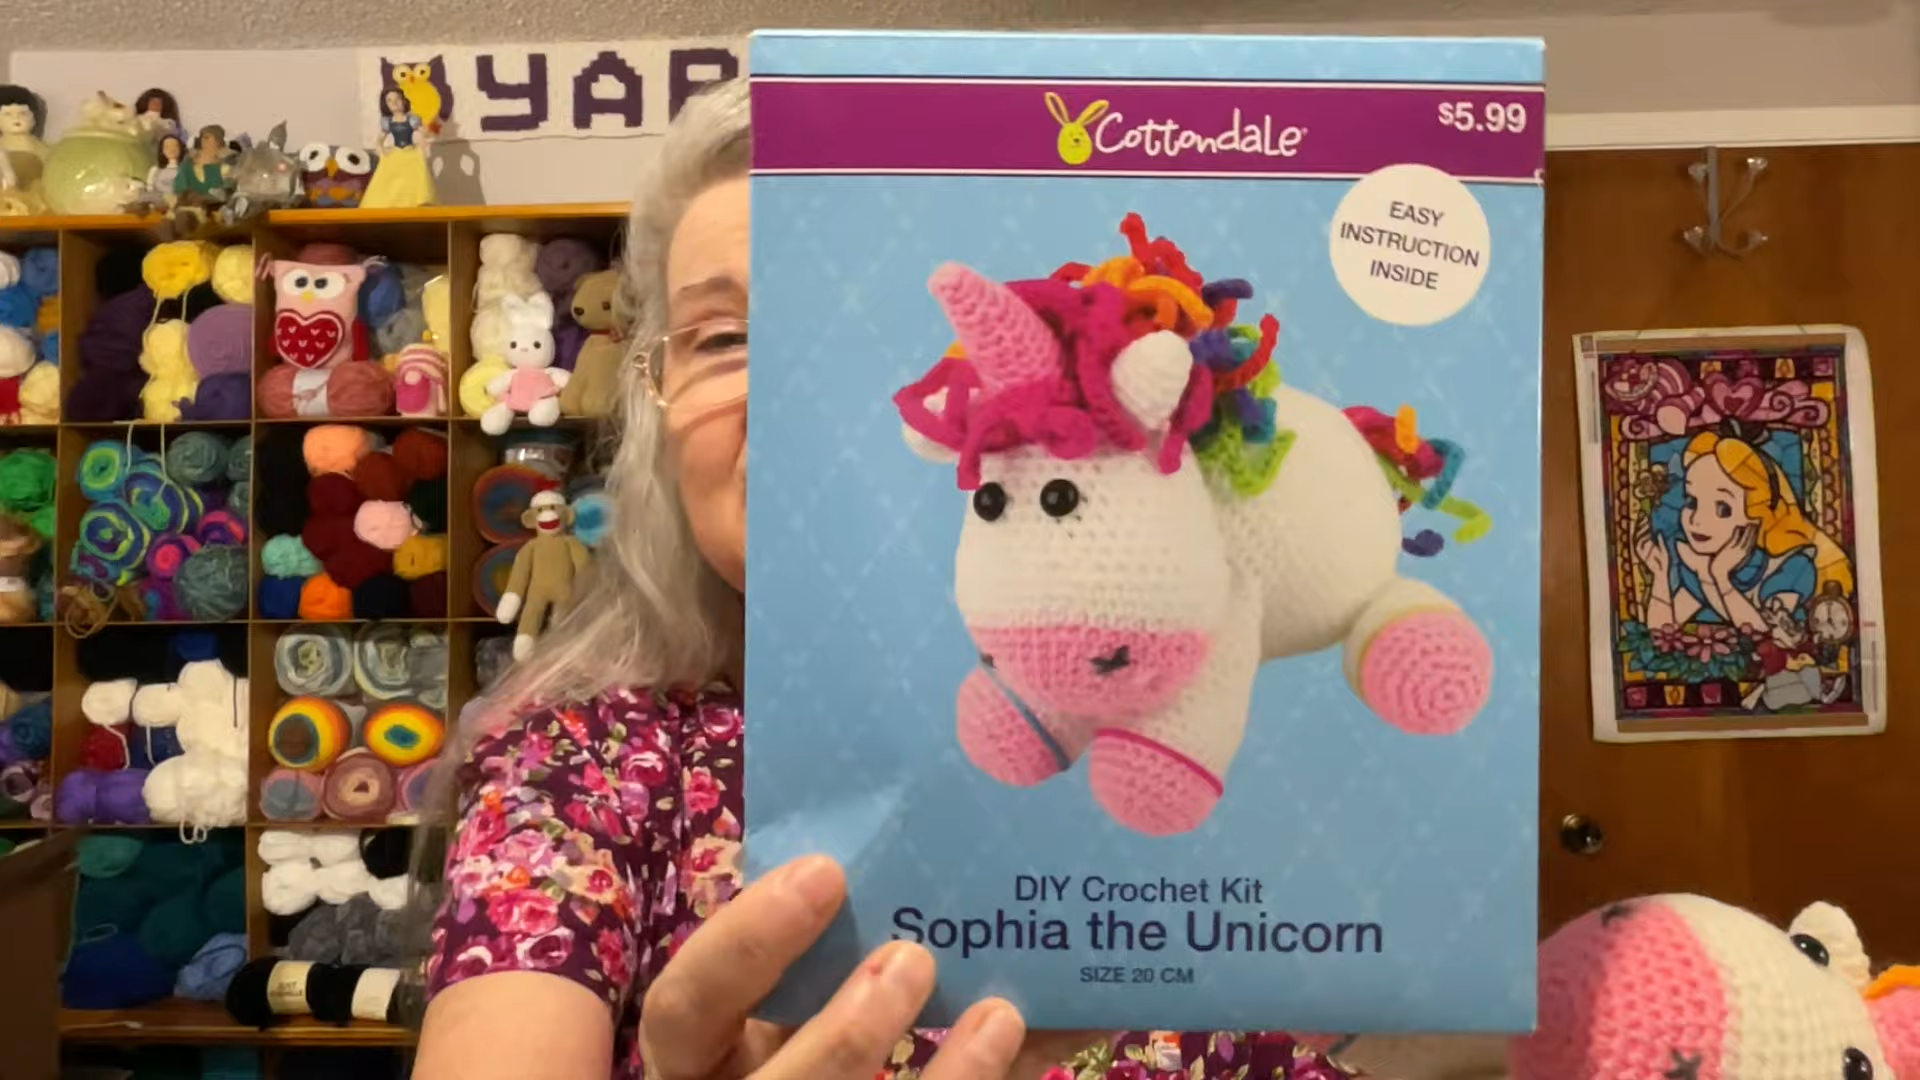 YAR
Cottondale
$5.99
EASY
INSTRUCTION
INSIDE
DIY Crochet Kit
Sophia the Unicorn
SIZE 20 CM